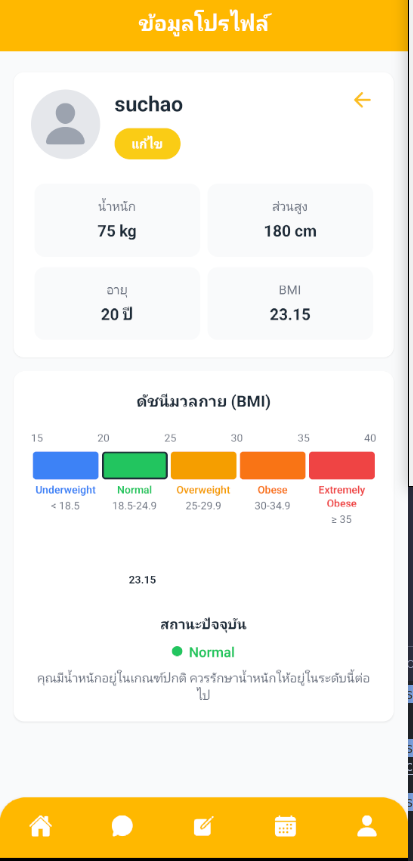 ข้อมูลโปรไฟล์
suchao
แก้ไข
น้ำหนัก
75 kg
ส่วนสูง
180 cm
อายุ
20 ปี
BMI
23.15
ดัชนีมวลกาย (BMI)
15 20 25 30 35 40
Underweight
< 18.5
Normal
18.5-24.9
Overweight
25-29.9
Obese
30-34.9
Extremely
Obese
≥ 35
23.15
สถานะปัจจุบัน
Normal
คุณมีน้ำหนักอยู่ในเกณฑ์ปกติ ควรรักษาน้ำหนักให้อยู่ในระดับนี้ต่อ
ไป